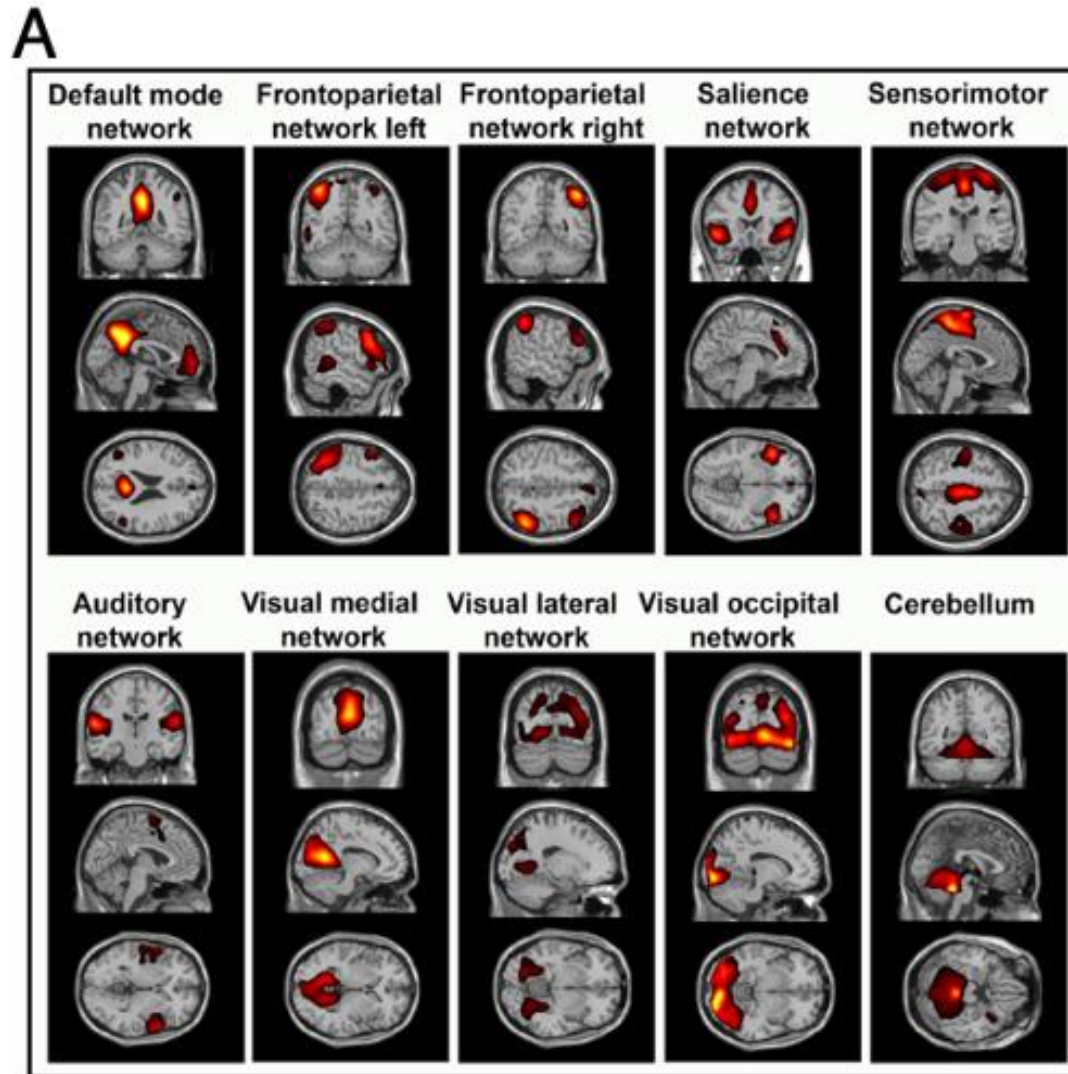 A
Default mode network
Frontoparietal network left
Frontoparietal network right
Salience network
Sensorimotor network
Auditory network
Visual medial network
Visual lateral network
Visual occipital network
Cerebellum